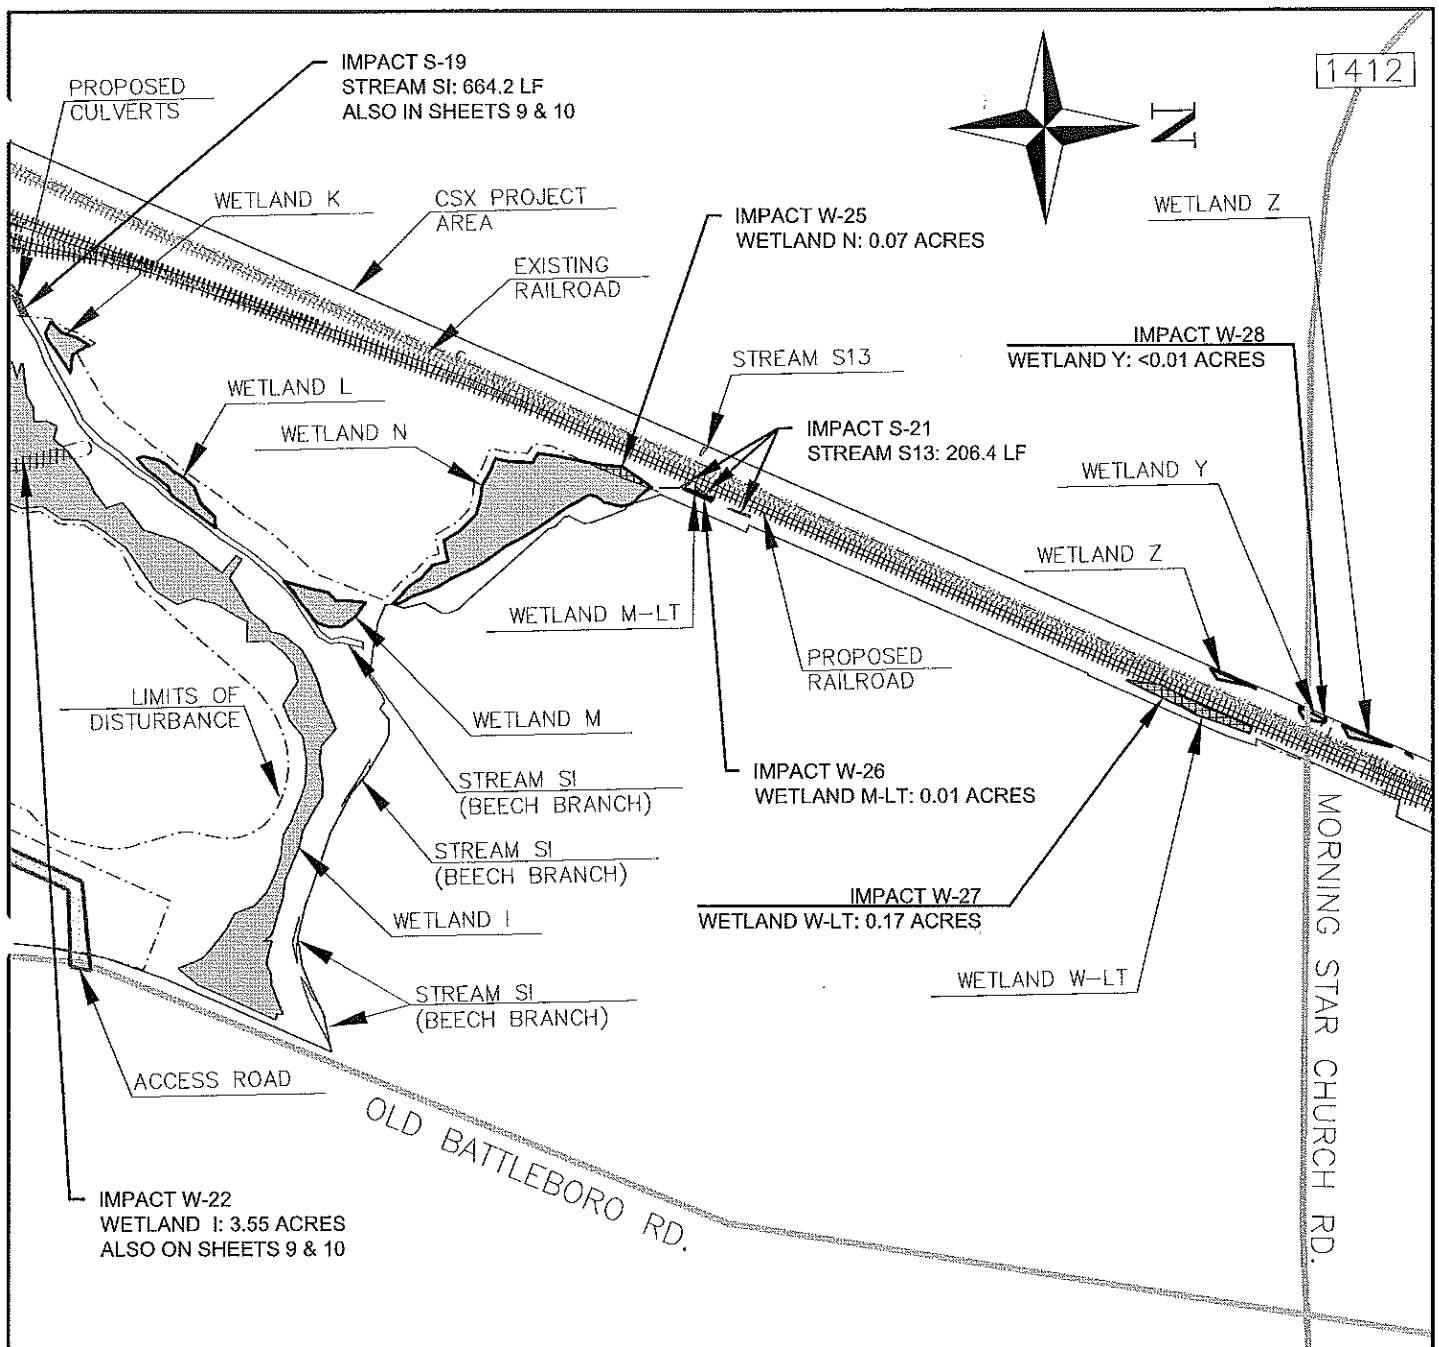 IMPACT S-19
STREAM SI: 664.2 LF
ALSO IN SHEETS 9 & 10
PROPOSED
CULVERTS
1412
N
WETLAND K
CSX PROJECT
AREA
IMPACT W-25
WETLAND N: 0.07 ACRES
WETLAND Z
EXISTING
RAILROAD
IMPACT W-28
WETLAND Y: <0.01 ACRES
STREAM S13
WETLAND L
WETLAND N
IMPACT S-21
STREAM S13: 206.4 LF
WETLAND Y
WETLAND Z
WETLAND M-LT
PROPOSED
RAILROAD
LIMITS OF
DISTURBANCE
WETLAND M
IMPACT W-26
WETLAND M-LT: 0.01 ACRES
STREAM SI
(BEECH BRANCH)
STREAM SI
(BEECH BRANCH)
IMPACT W-27
WETLAND W-LT: 0.17 ACRES
WETLAND I
WETLAND W-LT
STREAM SI
(BEECH BRANCH)
ACCESS ROAD
MORNING STAR CHURCH RD.
OLD BATTLEBORO RD.
IMPACT W-22
WETLAND I: 3.55 ACRES
ALSO ON SHEETS 9 & 10